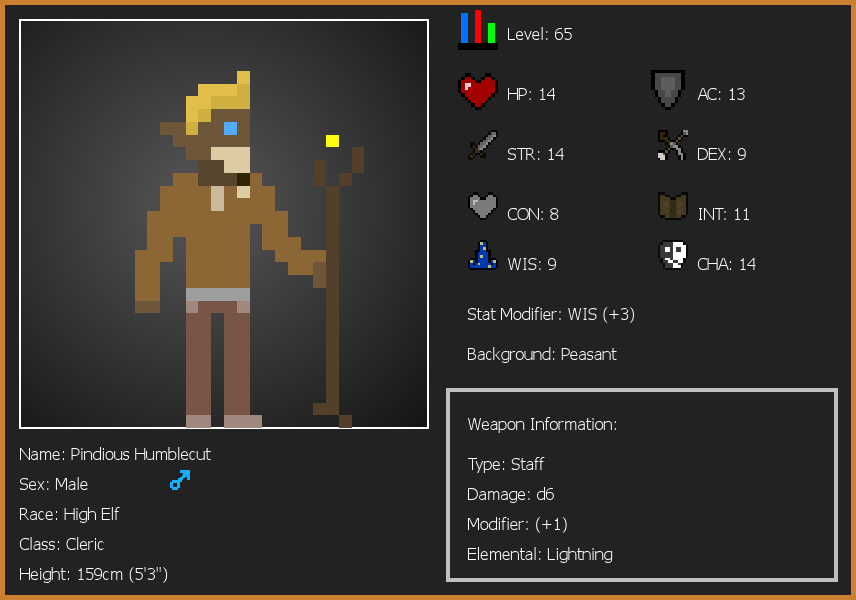 Level: 65
HP: 14
AC: 13
STR: 14
DEX: 9
CON: 8
INT: 11
WIS: 9
CHA: 14
Stat Modifier: WIS (+3)
Background: Peasant
Weapon Information:
Type: Staff
Damage: d6
Modifier: (+1)
Elemental: Lightning
Name: Pindious Humblecut
Sex: Male
Race: High Elf
Class: Cleric
Height: 159cm (5'3")